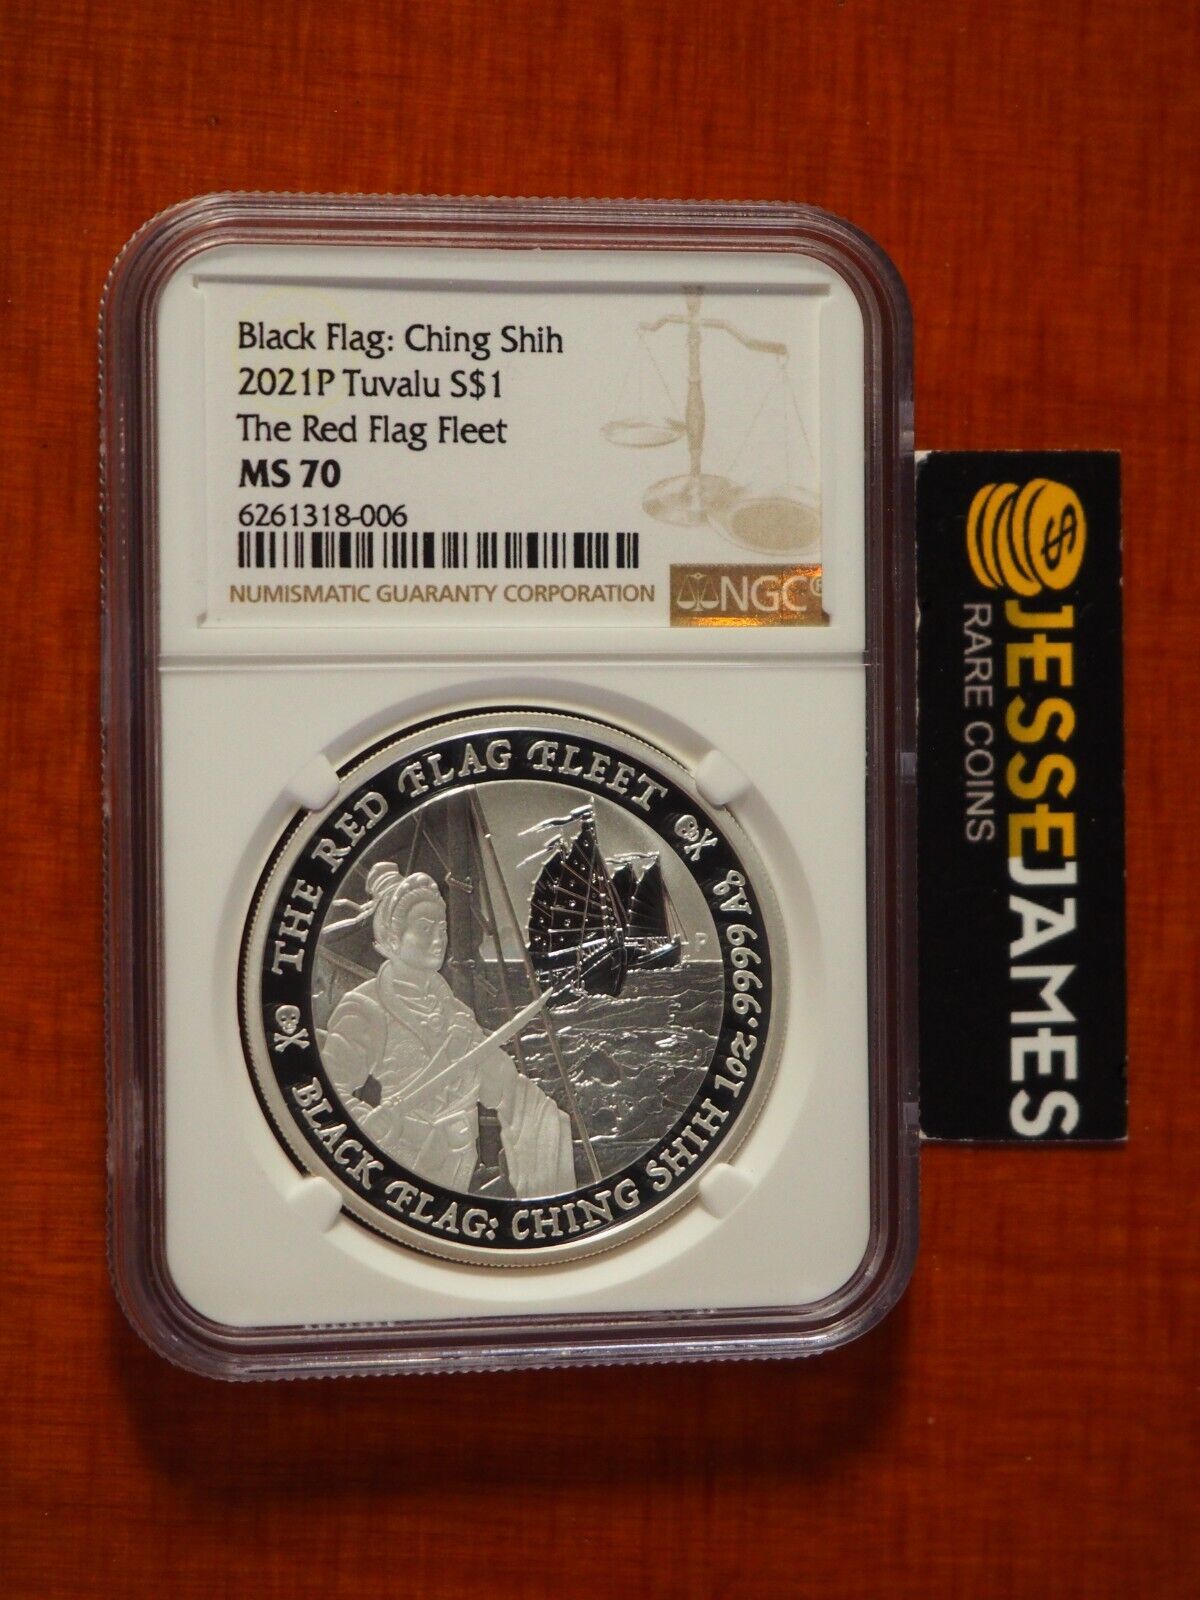 Black Flag: Ching Shih
2021P Tuvalu S$1
The Red Flag Fleet
MS 70
6261318-006
NUMISMATIC GUARANTY CORPORATION
NGC®
THE RED FLAG FLEET
BLACK FLAG: CHING SHIH 1oz. 9999 Ag
P
$
JESSEJAMES
RARE COINS